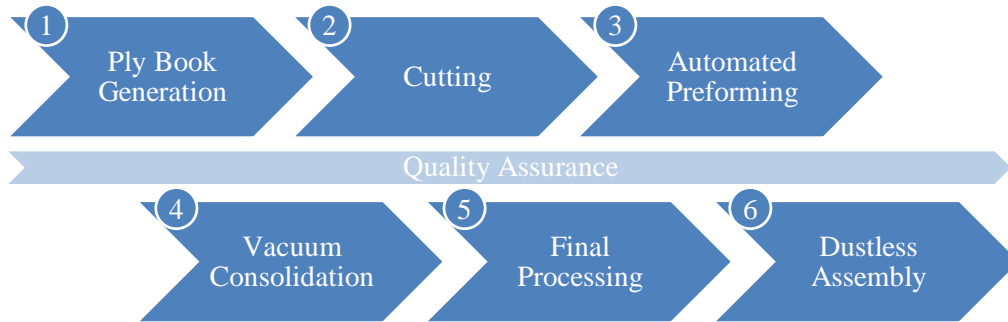 1
Ply Book
Generation
2
Cutting
3
Automated
Preforming
Quality Assurance
4
Vacuum
Consolidation
5
Final
Processing
6
Dustless
Assembly